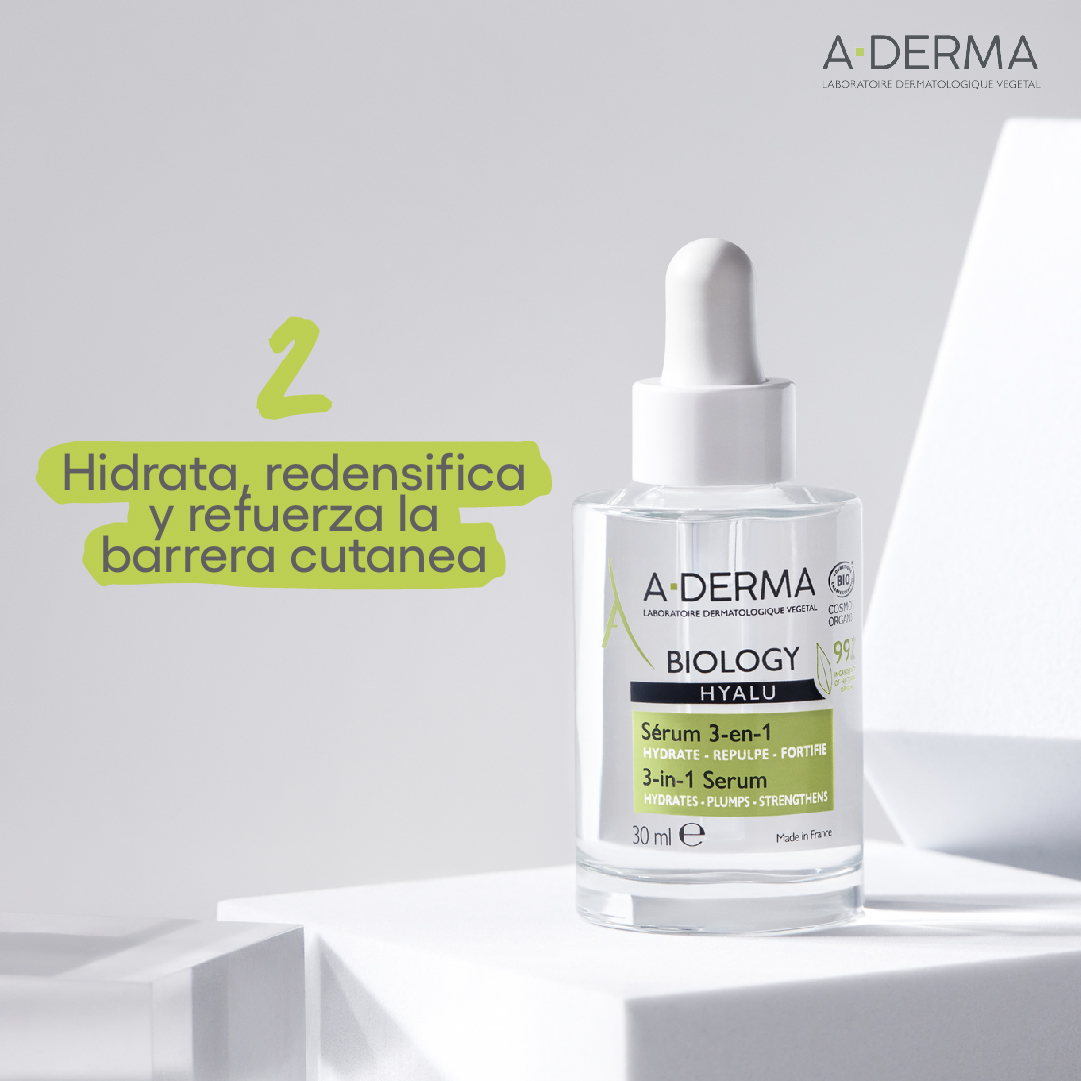 A·DERMA
LABORATOIRE DERMATOLOGIQUE VEGETAL
2
Hidrata, redensifica
y refuerza la
barrera cutanea
A·DERMA
LABORATOIRE DERMATOLOGIQUE VEGETAL
BIO
BIOLOGY
HYALU
Sérum 3-en-1
HYDRATE - REPULPE - FORTIFIE
3-in-1 Serum
HYDRATES - PLUMPS - STRENGTHENS
30 ml ℮
Made in France